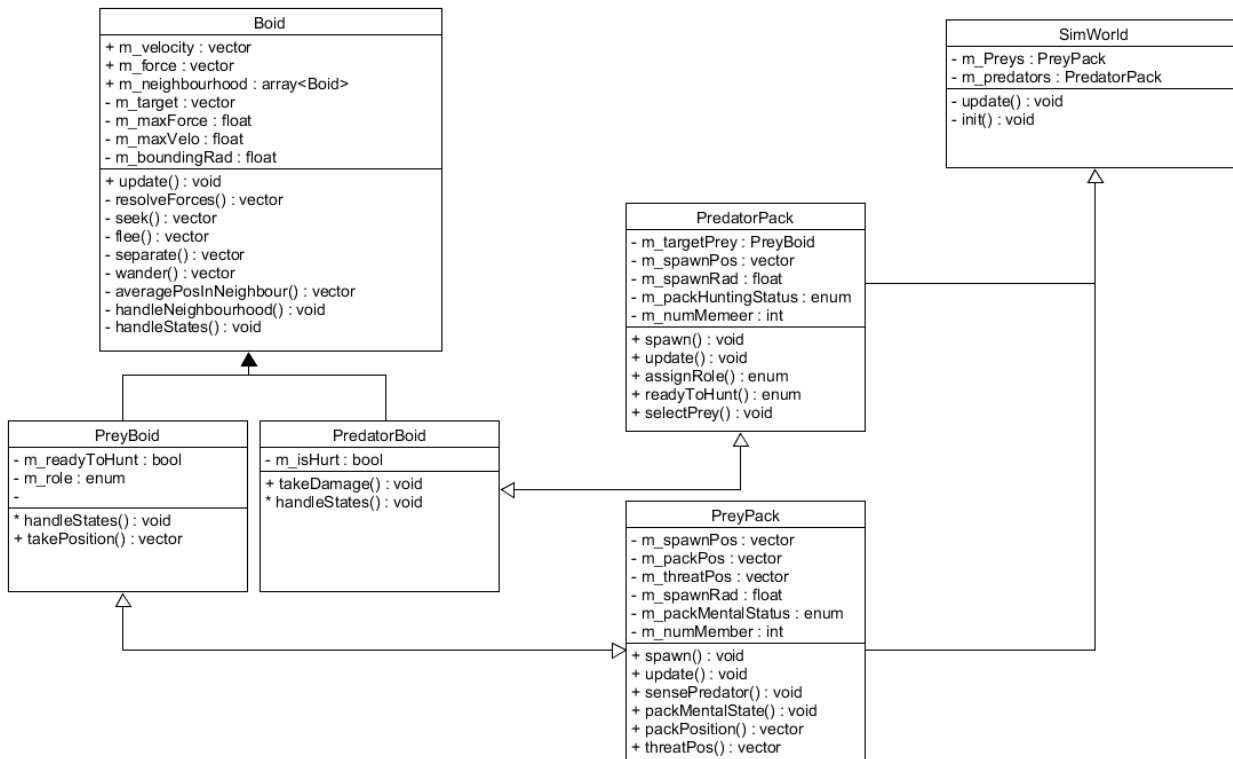 Boid
+ m_velocity : vector
+ m_force : vector
+ m_neighbourhood : array<Boid>
- m_target : vector
- m_maxForce : float
- m_maxVelo : float
- m_boundingRad : float
+ update() : void
- resolveForces() : vector
- seek() : vector
- flee() : vector
- separate() : vector
- wander() : vector
- averagePosInNeighbour() : vector
- handleNeighbourhood() : void
- handleStates() : void
SimWorld
- m_Preys : PreyPack
- m_predators : PredatorPack
- update() : void
- init() : void
PredatorPack
- m_targetPrey : PreyBoid
- m_spawnPos : vector
- m_spawnRad : float
- m_packHuntingStatus : enum
- m_numMemeer : int
+ spawn() : void
+ update() : void
+ assignRole() : enum
+ readyToHunt() : enum
+ selectPrey() : void
PreyBoid
- m_readyToHunt : bool
- m_role : enum
-
* handleStates() : void
+ takePosition() : vector
PredatorBoid
- m_isHurt : bool
+ takeDamage() : void
* handleStates() : void
PreyPack
- m_spawnPos : vector
- m_packPos : vector
- m_threatPos : vector
- m_spawnRad : float
- m_packMentalStatus : enum
- m_numMember : int
+ spawn() : void
+ update() : void
+ sensePredator() : void
+ packMentalState() : void
+ packPosition() : vector
+ threatPos() : vector